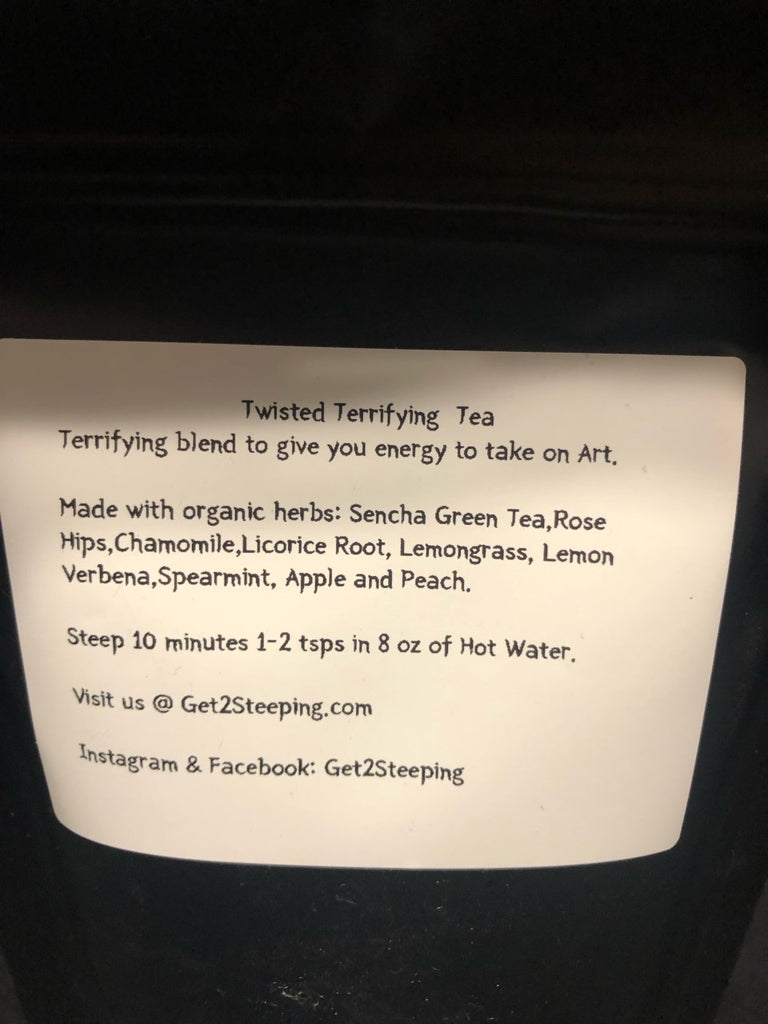 Twisted Terrifying Tea
Terrifying blend to give you energy to take on Art.
Made with organic herbs: Sencha Green Tea,Rose
Hips,Chamomile,Licorice Root, Lemongrass, Lemon
Verbena,Spearmint, Apple and Peach.
Steep 10 minutes 1-2 tsps in 8 oz of Hot Water.
Visit us @ Get2Steeping.com
Instagram & Facebook: Get2Steeping